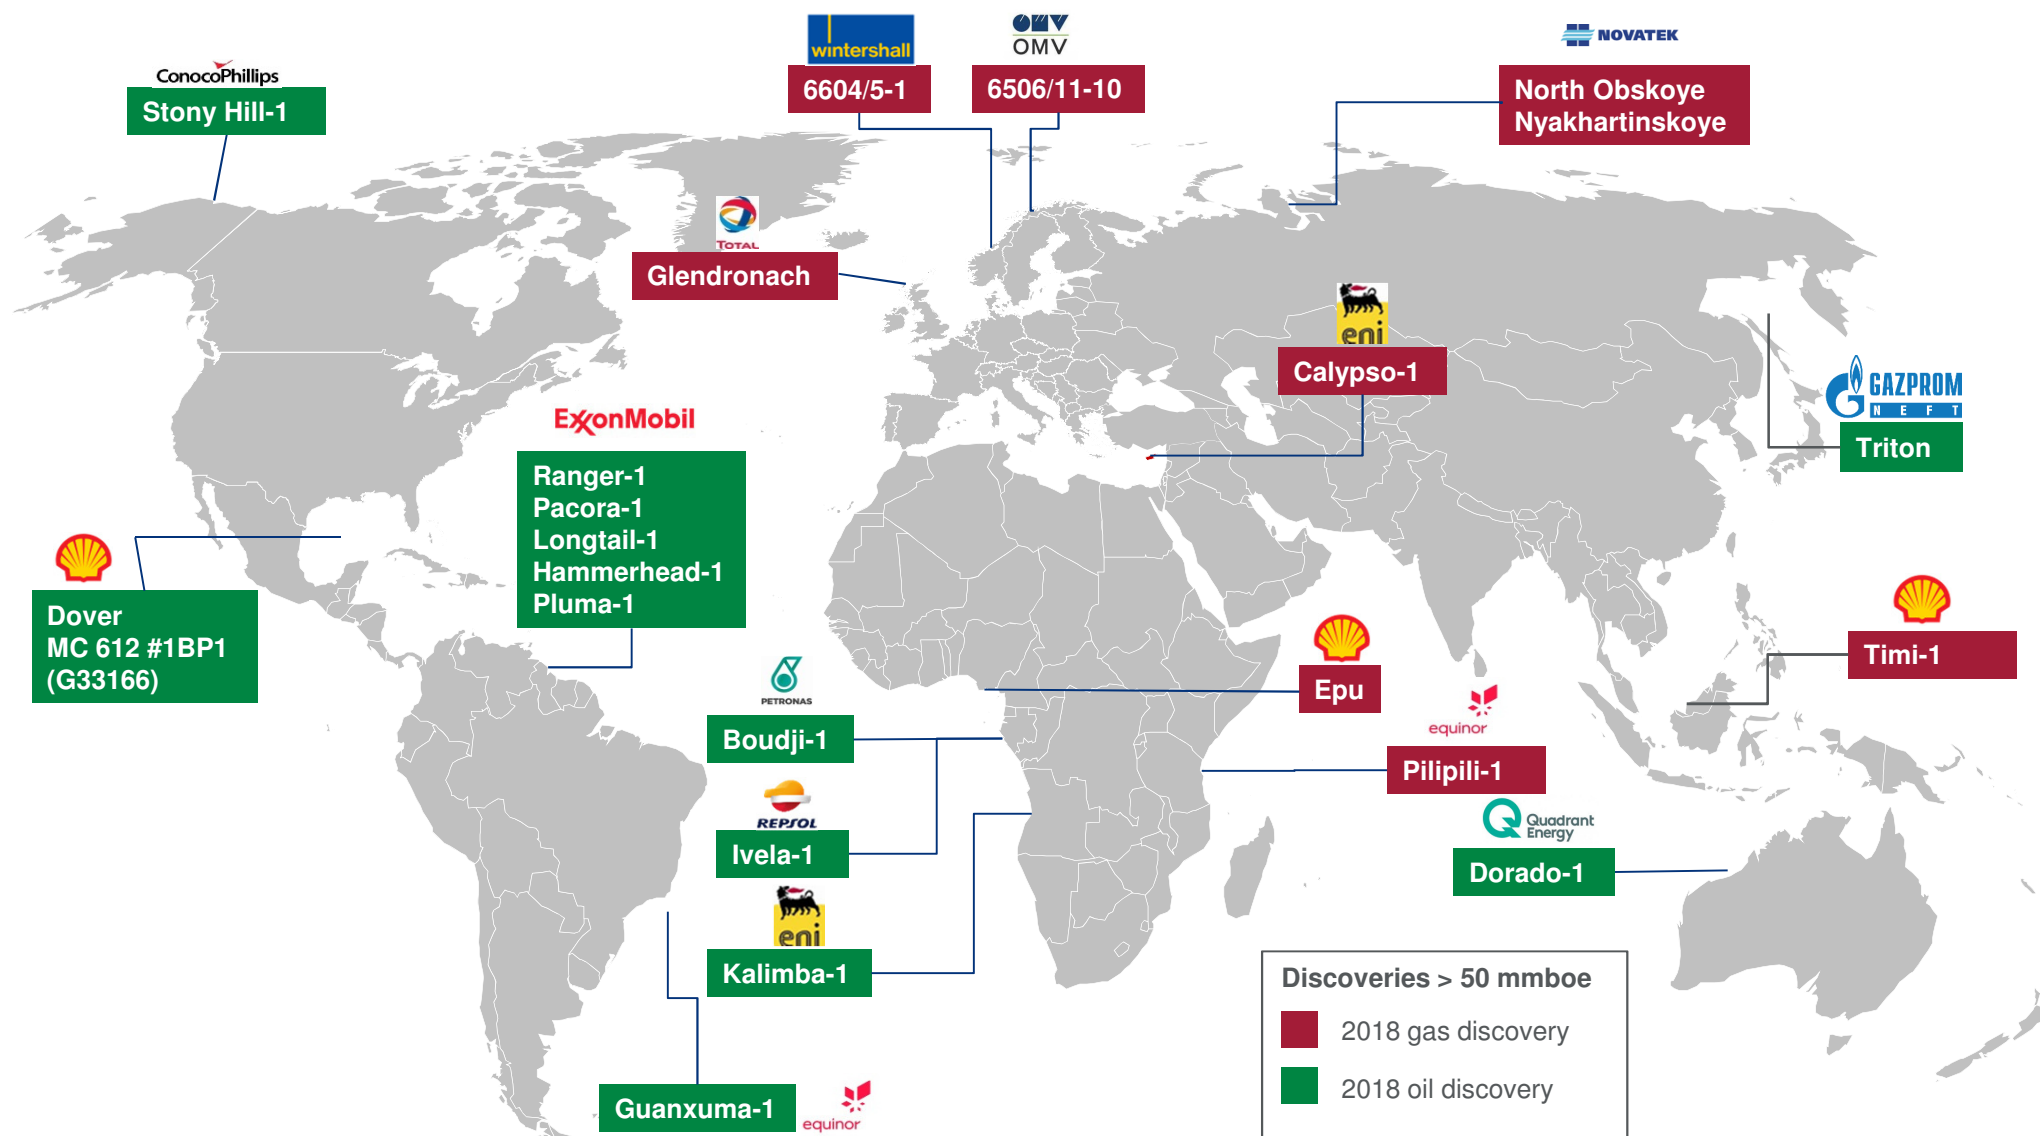 ConocoPhillips
Stony Hill-1
wintershall
6604/5-1
OMV
6506/11-10
NOVATEK
North Obskoye
Nyakhartinskoye
TOTAL
Glendronach
eni
Calypso-1
GAZPROM
NEFT
Triton
ExxonMobil
Ranger-1
Pacora-1
Longtail-1
Hammerhead-1
Pluma-1
Dover
MC 612 #1BP1
(G33166)
Timi-1
Epu
PETRONAS
Boudji-1
equinor
Pilipili-1
REPSOL
Ivela-1
Quadrant
Energy
Dorado-1
eni
Kalimba-1
Guanxuma-1
equinor
Discoveries > 50 mmboe
2018 gas discovery
2018 oil discovery